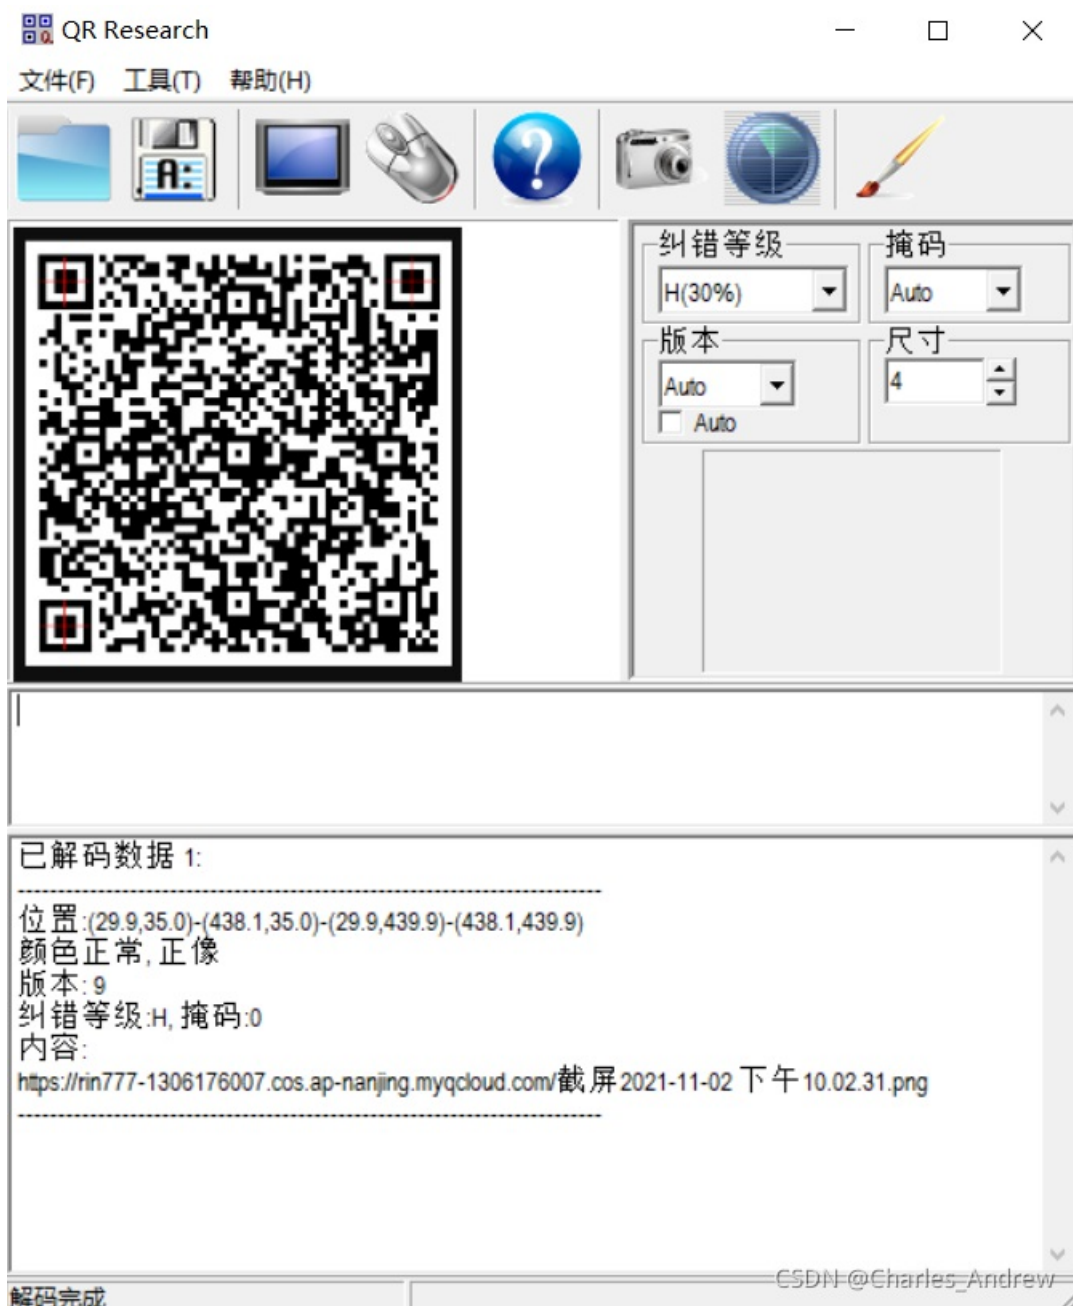 QR Research
文件(F) 工具(T) 帮助(H)
A:
纠错等级
掩码
H(30%)
Auto
版本
尺寸
Auto
4
Auto
已解码数据 1:
--------------------------------------------------------------------------------
位置:(29.9,35.0)-(438.1,35.0)-(29.9,439.9)-(438.1,439.9)
颜色正常, 正像
版本: 9
纠错等级:H, 掩码:0
内容:
https://rin777-1306176007.cos.ap-nanjing.myqcloud.com/截屏2021-11-02 下午10.02.31.png
--------------------------------------------------------------------------------
CSDN @Charles_Andrew
解码完成